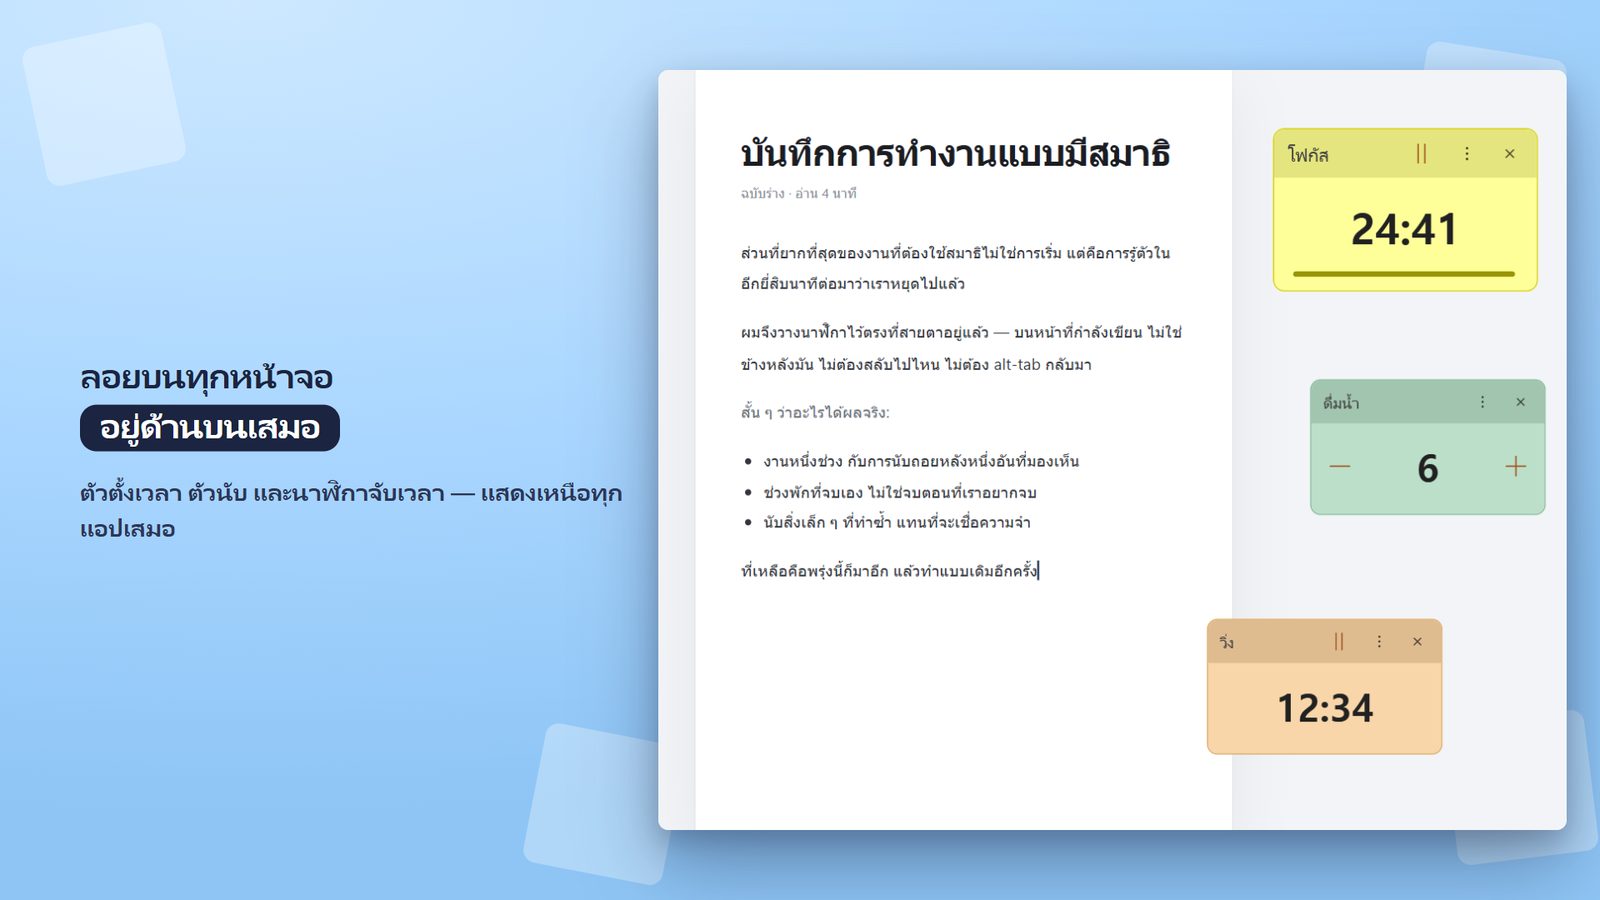 ลอยบนทุกหน้าจอ
อยู่ด้านบนเสมอ
ตัวตั้งเวลา ตัวนับ และนาฬิกาจับเวลา — แสดงเหนือทุก
แอปเสมอ
บันทึกการทำงานแบบมีสมาธิ
ฉบับร่าง · อ่าน 4 นาที
ส่วนที่ยากที่สุดของงานที่ต้องใช้สมาธิไม่ใช่การเริ่ม แต่คือการรู้ตัวใน
อีกยี่สิบนาทีต่อมาว่าเราหยุดไปแล้ว
ผมจึงวางนาฬิกาไว้ตรงที่สายตาอยู่แล้ว — บนหน้าที่กำลังเขียน ไม่ใช่
ข้างหลังมัน ไม่ต้องสลับไปไหน ไม่ต้อง alt-tab กลับมา
สั้น ๆ ว่าอะไรได้ผลจริง:
• งานหนึ่งช่วง กับการนับถอยหลังหนึ่งอันที่มองเห็น
• ช่วงพักที่จบเอง ไม่ใช่จบตอนที่เราอยากจบ
• นับสิ่งเล็ก ๆ ที่ทำซ้ำ แทนที่จะเชื่อความจำ
ที่เหลือคือพรุ่งนี้ก็มาอีก แล้วทำแบบเดิมอีกครั้ง
โฟกัส
24:41
ดื่มน้ำ
6
วิ่ง
12:34